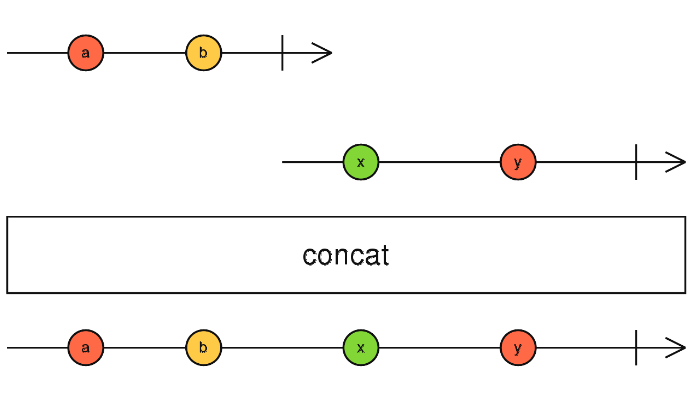 a b
x y
concat
a b x y